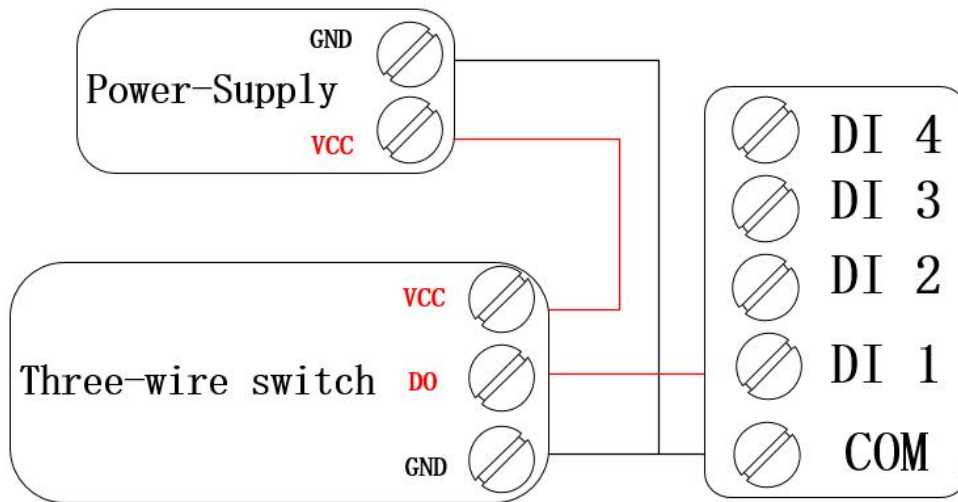 GND
Power-Supply
VCC
VCC
Three-wire switch
DO
GND
DI 4
DI 3
DI 2
DI 1
COM